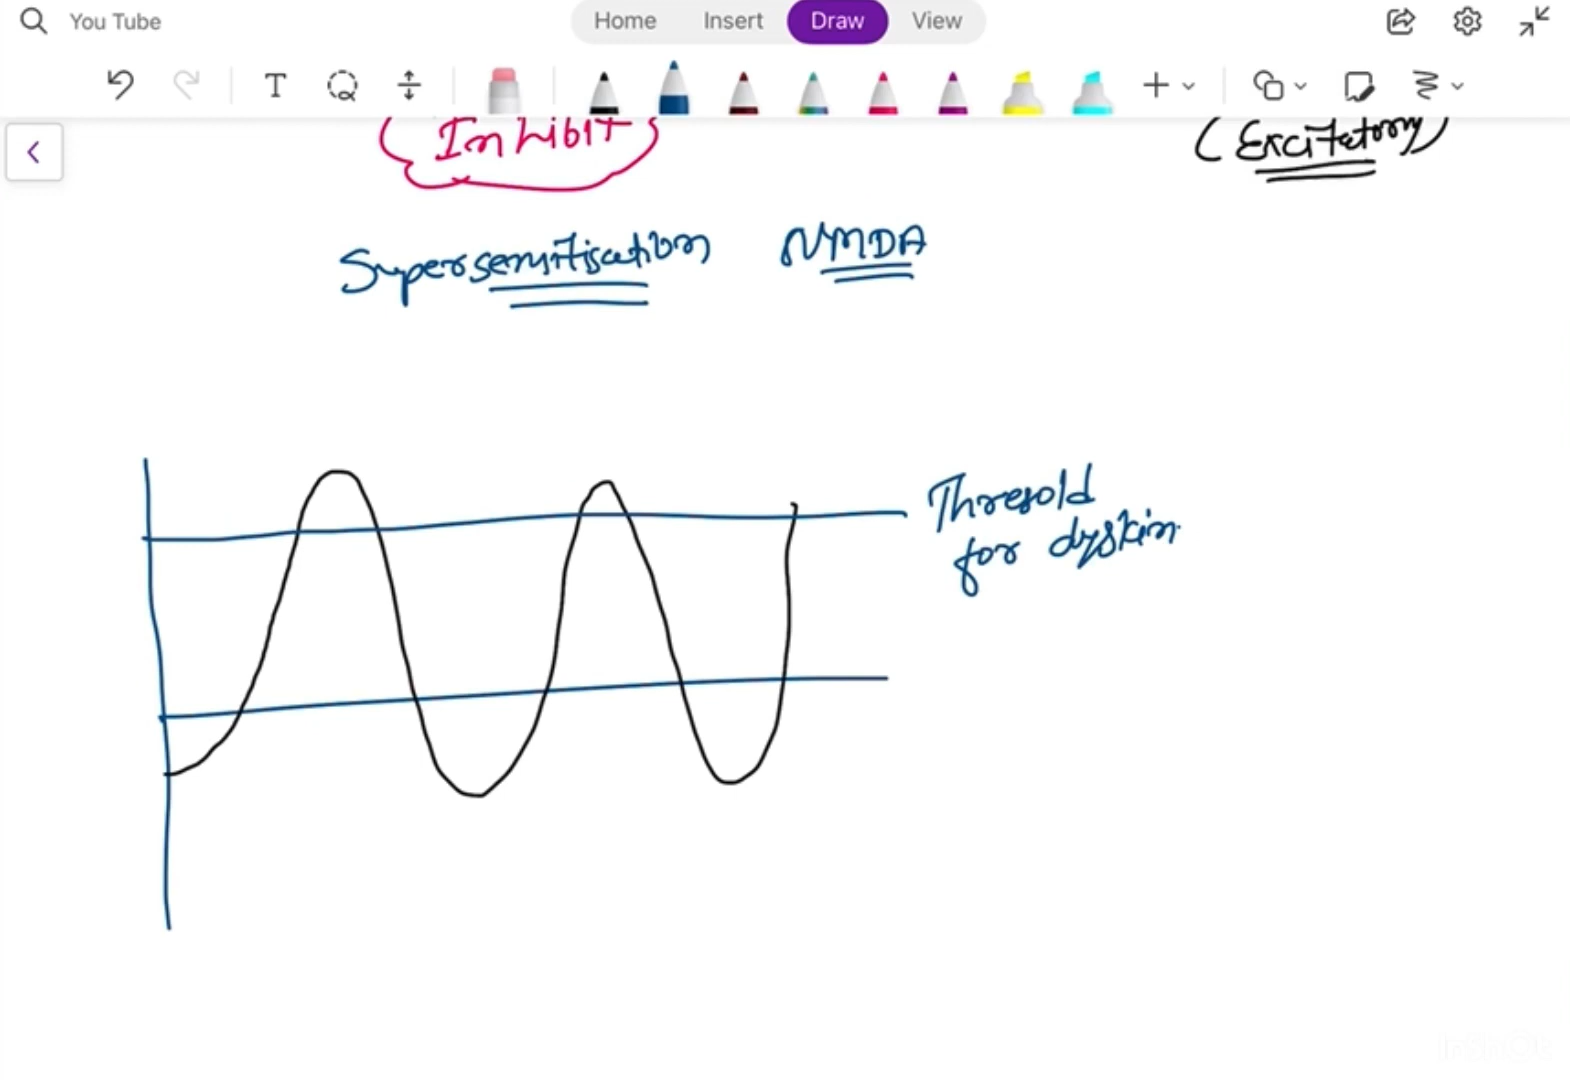 You Tube
Home Insert Draw View
T
(Inhibit) (Excitatory)
Supersensitisation NMDA
Thresold
for dyskin